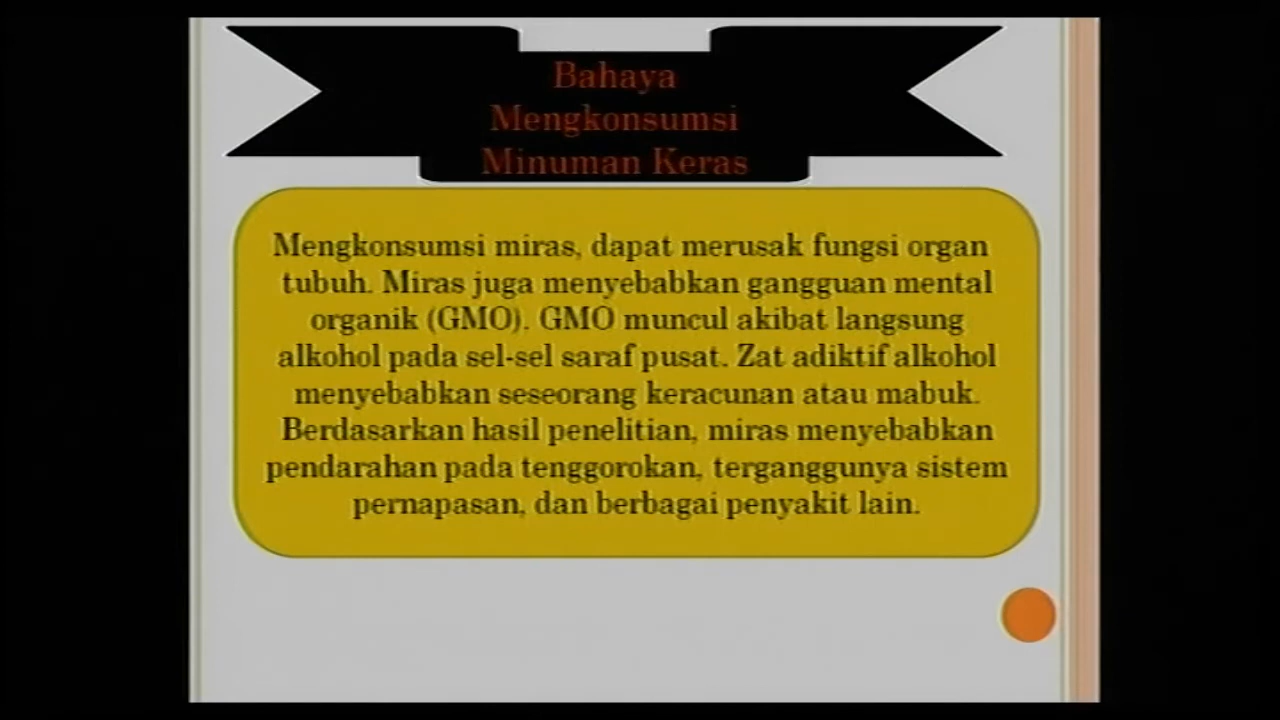 Bahaya
Mengkonsumsi
Minuman Keras
Mengkonsumsi miras, dapat merusak fungsi organ
tubuh. Miras juga menyebabkan gangguan mental
organik (GMO). GMO muncul akibat langsung
alkohol pada sel-sel saraf pusat. Zat adiktif alkohol
menyebabkan seseorang keracunan atau mabuk.
Berdasarkan hasil penelitian, miras menyebabkan
pendarahan pada tenggorokan, terganggunya sistem
pernapasan, dan berbagai penyakit lain.